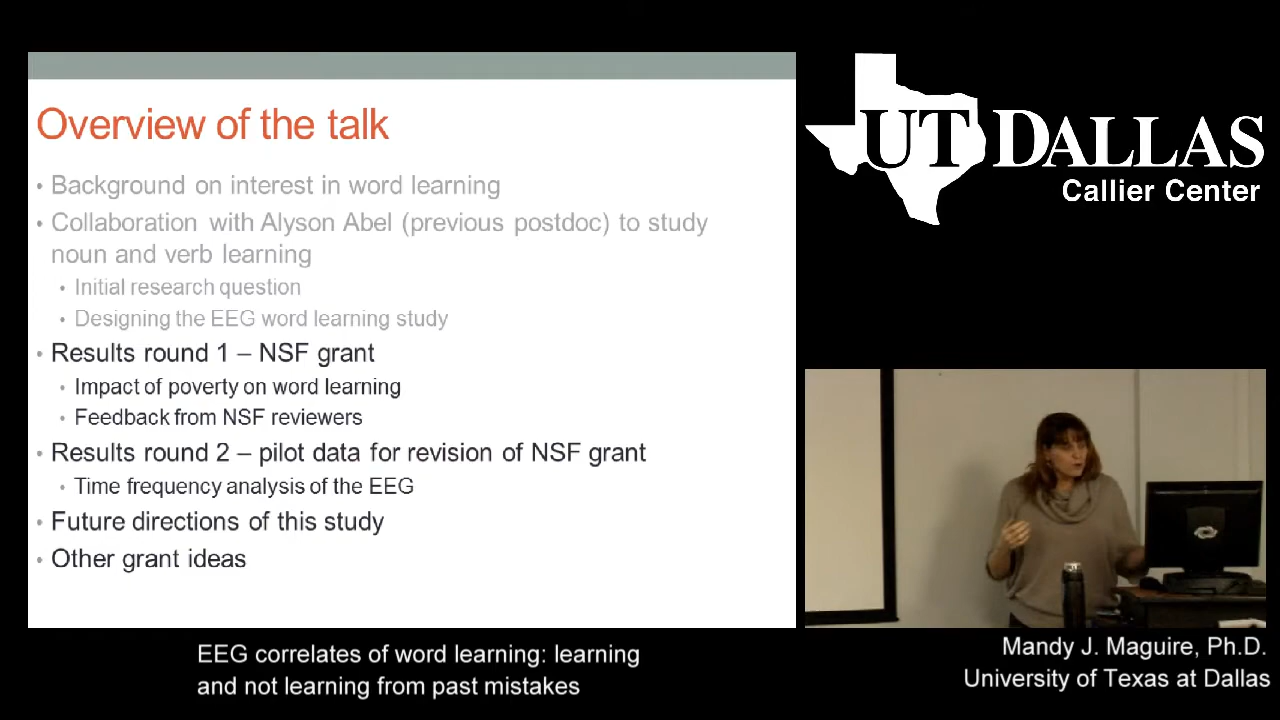 Overview of the talk
• Background on interest in word learning
• Collaboration with Alyson Abel (previous postdoc) to study
noun and verb learning
• Initial research question
• Designing the EEG word learning study
• Results round 1 – NSF grant
• Impact of poverty on word learning
• Feedback from NSF reviewers
• Results round 2 – pilot data for revision of NSF grant
• Time frequency analysis of the EEG
• Future directions of this study
• Other grant ideas
UT DALLAS
Callier Center
EEG correlates of word learning: learning
and not learning from past mistakes
Mandy J. Maguire, Ph.D.
University of Texas at Dallas